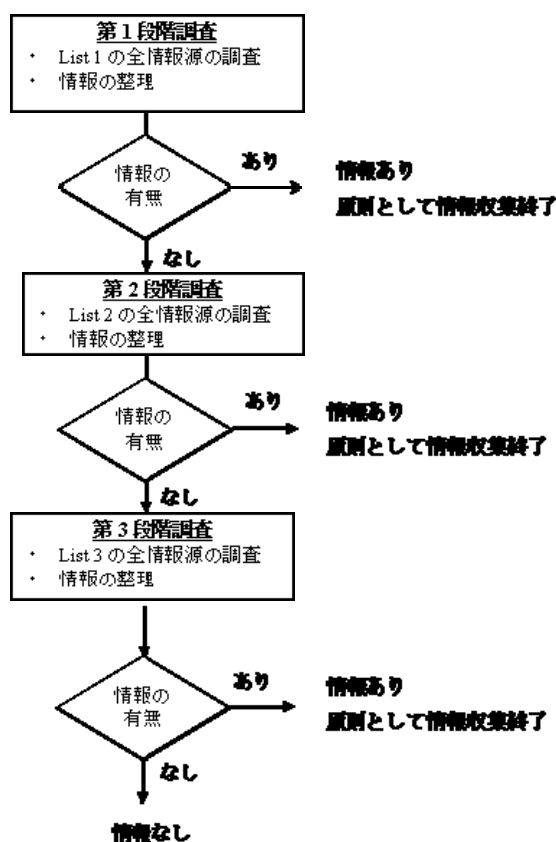 第1段階調査
・ List 1 の全情報源の調査
・ 情報の整理
情報の
有無
あり
情報あり
原則として情報収集終了
なし
第2段階調査
・ List 2 の全情報源の調査
・ 情報の整理
情報の
有無
あり
情報あり
原則として情報収集終了
なし
第3段階調査
・ List 3 の全情報源の調査
・ 情報の整理
情報の
有無
あり
情報あり
原則として情報収集終了
なし
情報なし